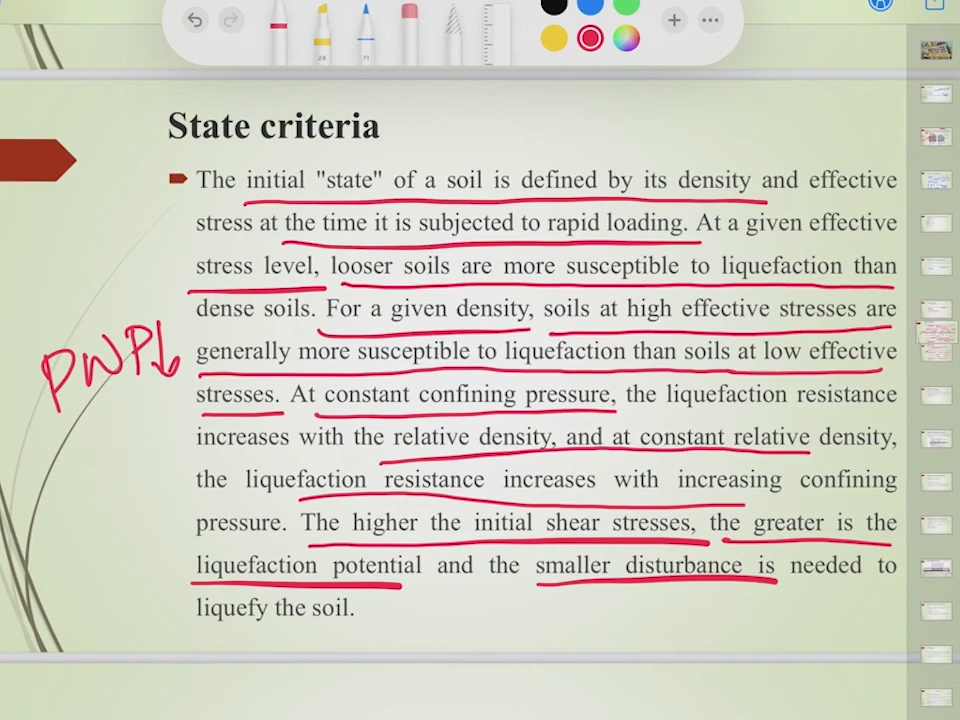 State criteria
The initial "state" of a soil is defined by its density and effective
stress at the time it is subjected to rapid loading. At a given effective
stress level, looser soils are more susceptible to liquefaction than
dense soils. For a given density, soils at high effective stresses are
generally more susceptible to liquefaction than soils at low effective
stresses. At constant confining pressure, the liquefaction resistance
increases with the relative density, and at constant relative density,
the liquefaction resistance increases with increasing confining
pressure. The higher the initial shear stresses, the greater is the
liquefaction potential and the smaller disturbance is needed to
liquefy the soil.
PWP↓